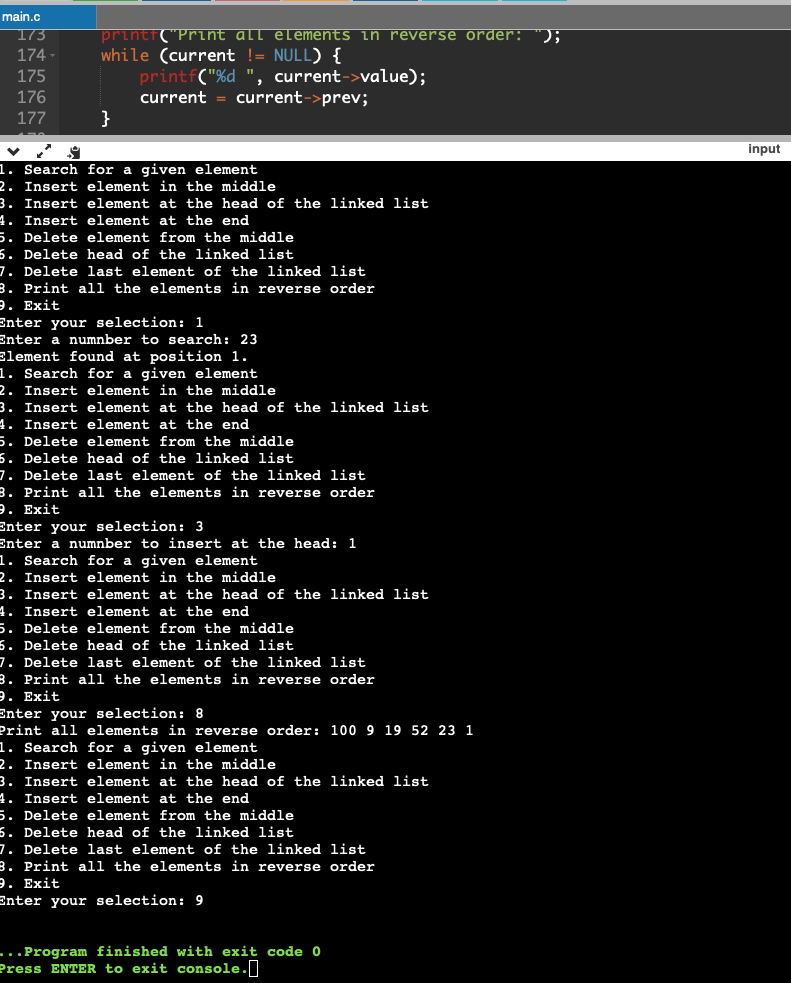 main.c
173 printf("Print all elements in reverse order: ");
174 while (current != NULL) {
175 printf("%d ", current->value);
176 current = current->prev;
177 }
input
1. Search for a given element
2. Insert element in the middle
3. Insert element at the head of the linked list
4. Insert element at the end
5. Delete element from the middle
6. Delete head of the linked list
7. Delete last element of the linked list
8. Print all the elements in reverse order
9. Exit
Enter your selection: 1
Enter a numnber to search: 23
Element found at position 1.
1. Search for a given element
2. Insert element in the middle
3. Insert element at the head of the linked list
4. Insert element at the end
5. Delete element from the middle
6. Delete head of the linked list
7. Delete last element of the linked list
8. Print all the elements in reverse order
9. Exit
Enter your selection: 3
Enter a numnber to insert at the head: 1
1. Search for a given element
2. Insert element in the middle
3. Insert element at the head of the linked list
4. Insert element at the end
5. Delete element from the middle
6. Delete head of the linked list
7. Delete last element of the linked list
8. Print all the elements in reverse order
9. Exit
Enter your selection: 8
Print all elements in reverse order: 100 9 19 52 23 1
1. Search for a given element
2. Insert element in the middle
3. Insert element at the head of the linked list
4. Insert element at the end
5. Delete element from the middle
6. Delete head of the linked list
7. Delete last element of the linked list
8. Print all the elements in reverse order
9. Exit
Enter your selection: 9
...Program finished with exit code 0
Press ENTER to exit console.